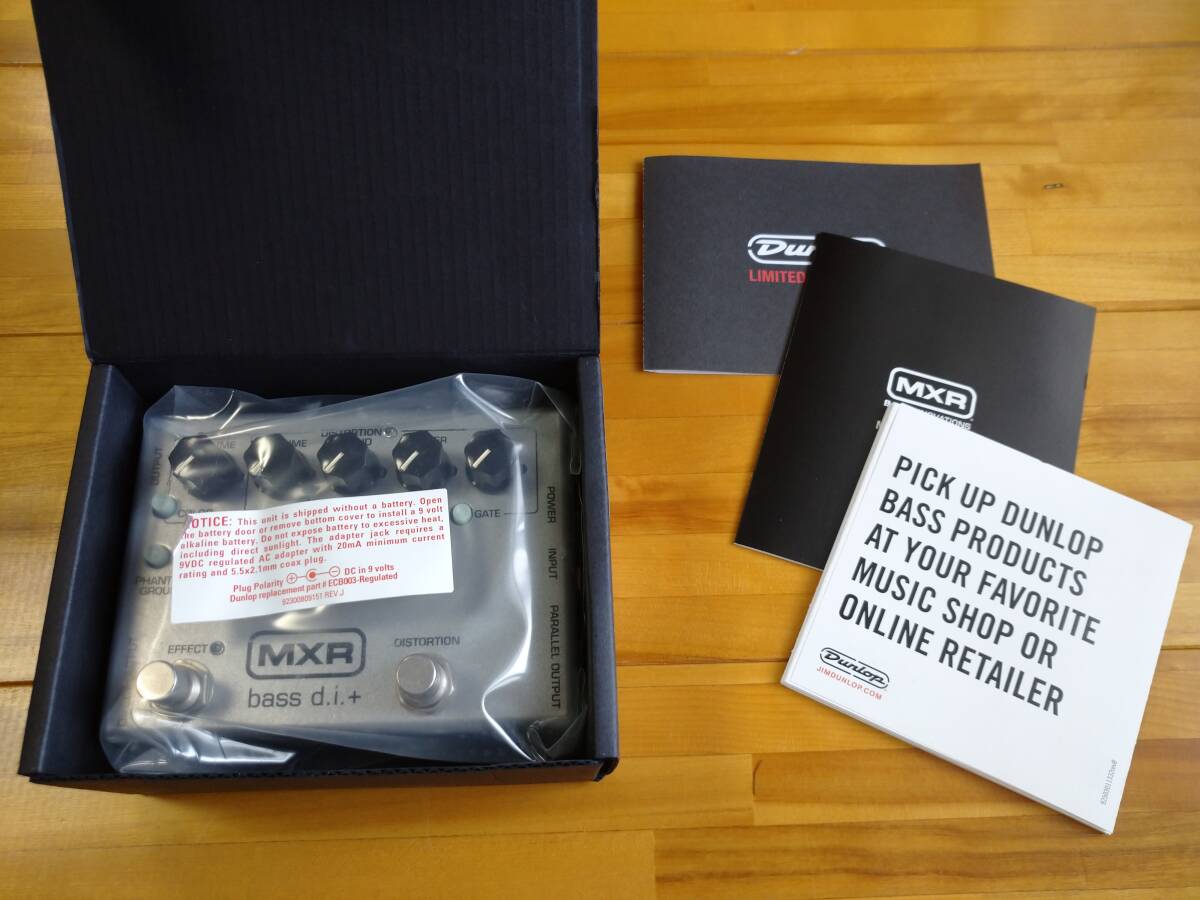 OUTPUT
DISTORTION
POWER
GATE
INPUT
PARALLEL OUTPUT
NOTICE: This unit is shipped without a battery. Open
the battery door or remove bottom cover to install a 9 volt
alkaline battery. Do not expose battery to excessive heat,
including direct sunlight. The adapter jack requires a
9VDC regulated AC adapter with 20mA minimum current
rating and 5.5x2.1mm coax plug.
Plug Polarity DC in 9 volts
Dunlop replacement part # ECB003-Regulated
92300809151 REV J
EFFECT
DISTORTION
MXR
bass d.i.+
LIMITED
MXR
PICK UP DUNLOP
BASS PRODUCTS
AT YOUR FAVORITE
MUSIC SHOP OR
ONLINE RETAILER
Dunlop
JIMDUNLOP.COM